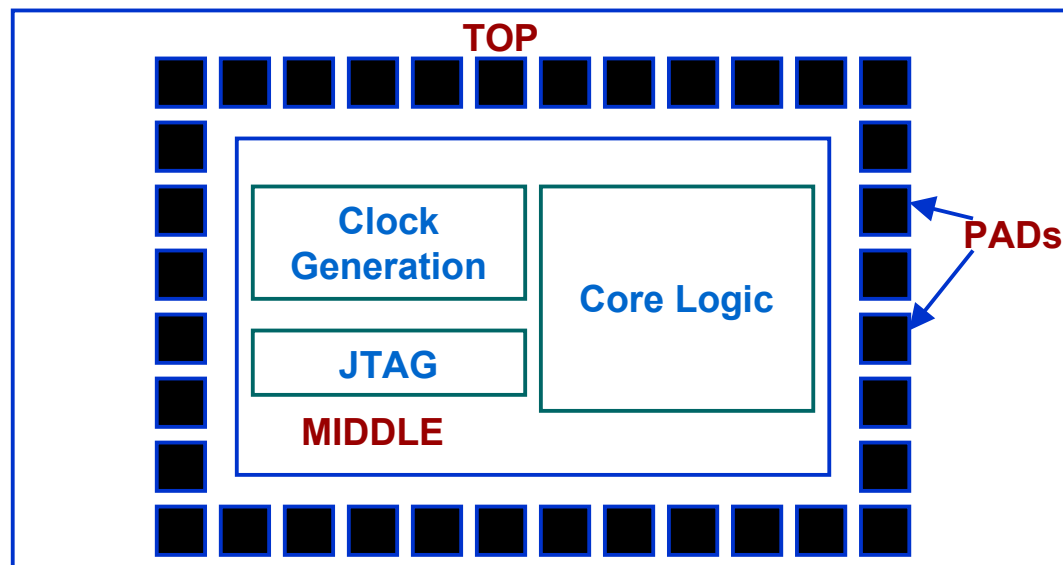 TOP
Clock
Generation
Core Logic
PADs
JTAG
MIDDLE